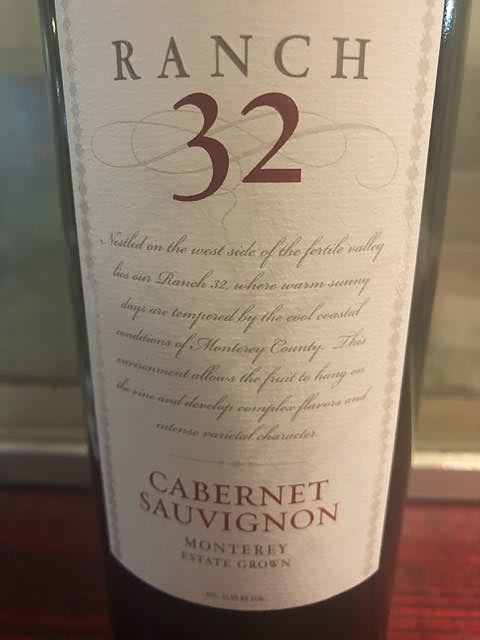 RANCH
32
Nestled on the west side of the fertile valley
lies our Ranch 32, where warm sunny
days are tempered by the cool coastal
conditions of Monterey County. This
environment allows the fruit to hang on
the vine and develop complex flavors and
intense varietal character.
CABERNET
SAUVIGNON
MONTEREY
ESTATE GROWN